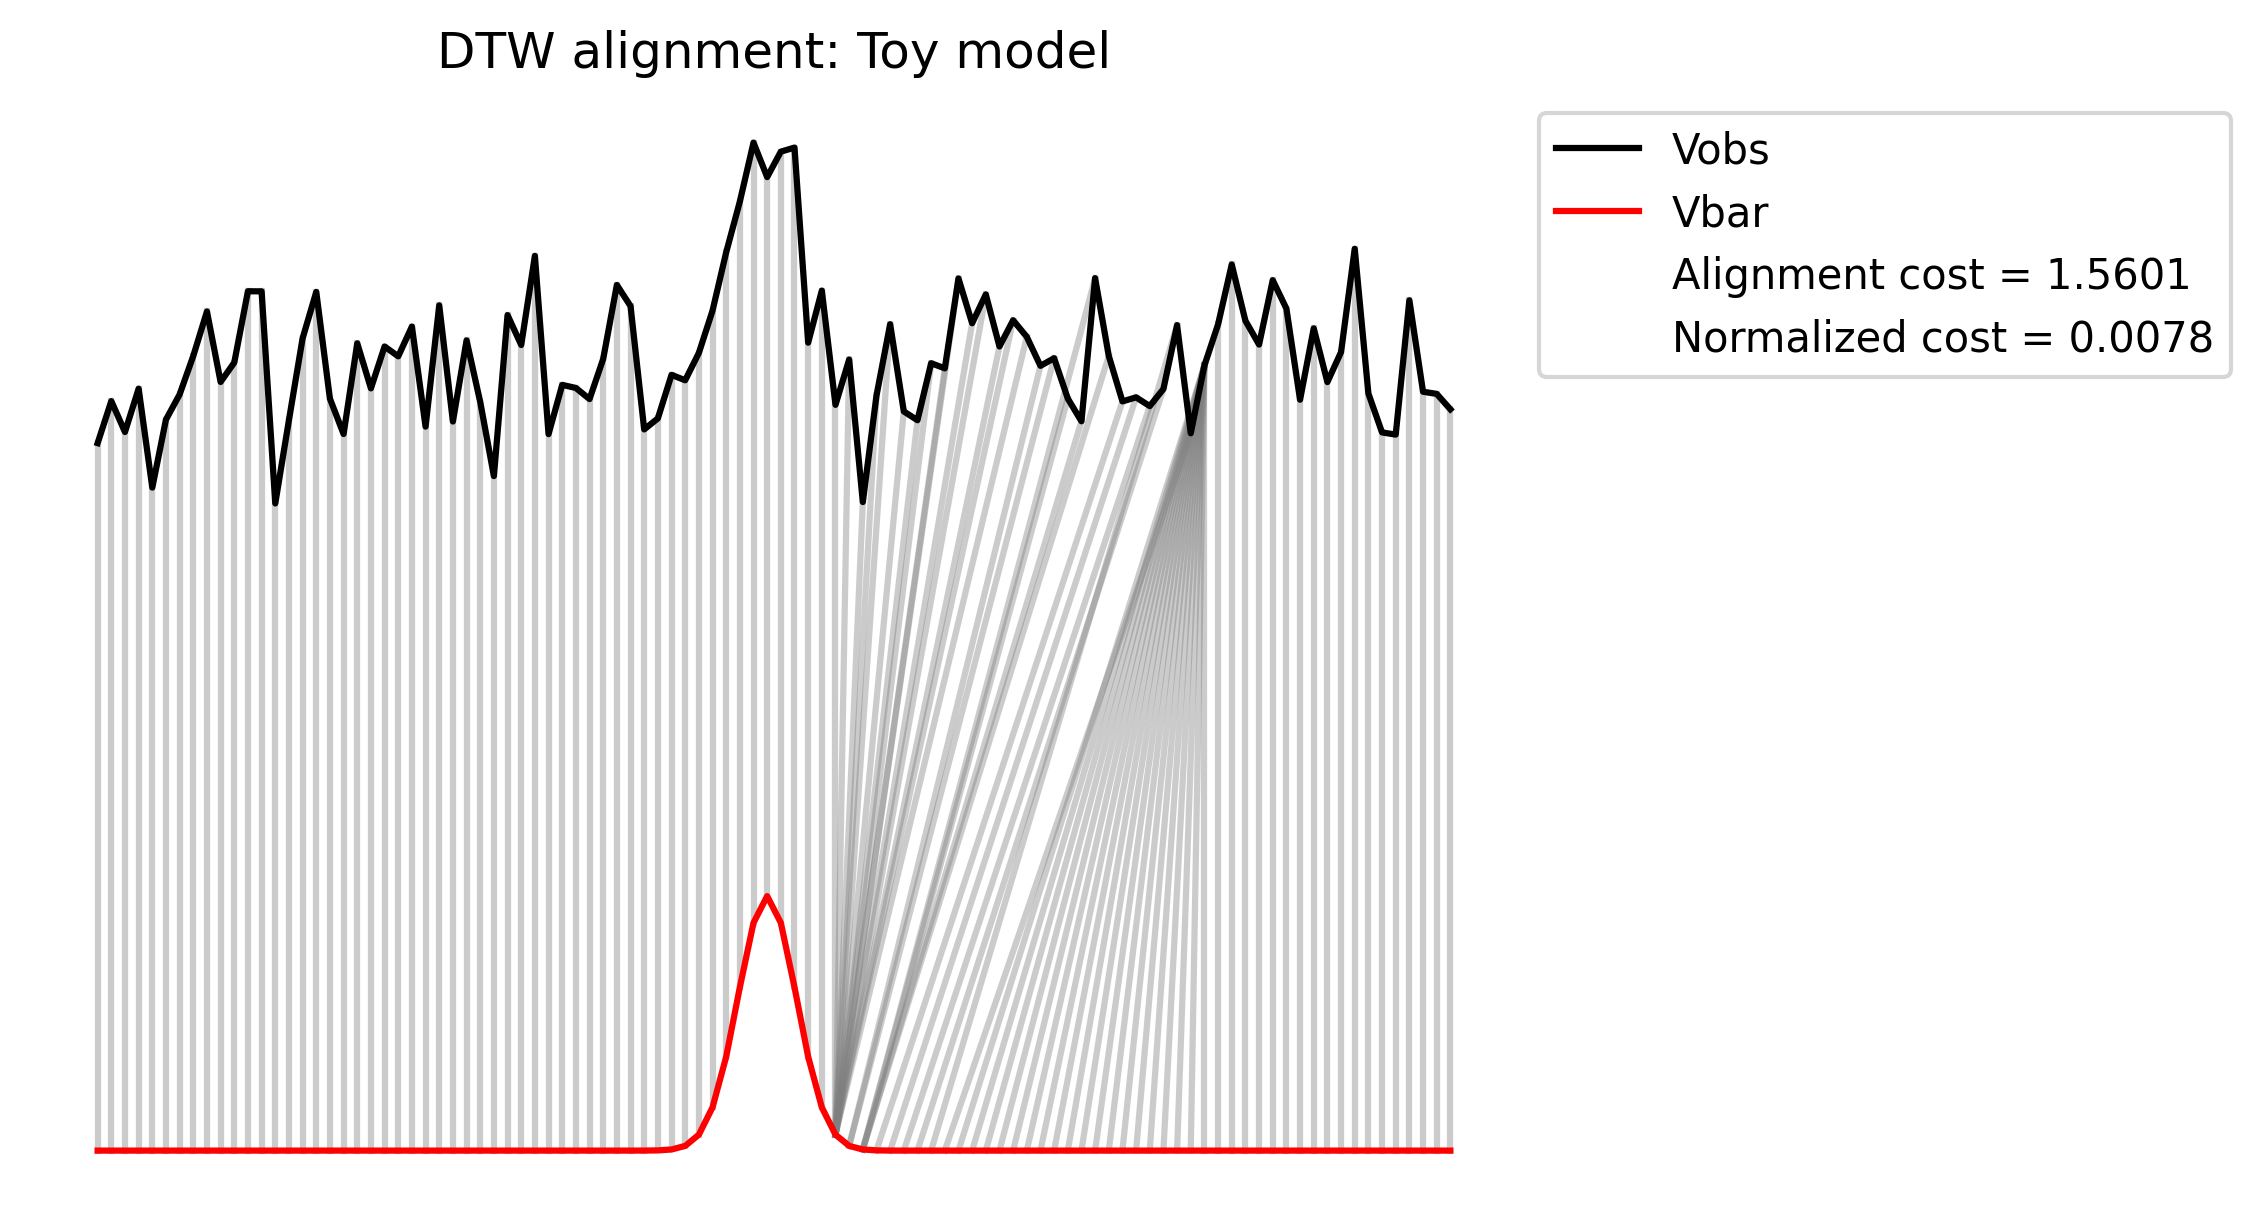 DTW alignment: Toy model
Vobs
Vbar
Alignment cost = 1.5601
Normalized cost = 0.0078